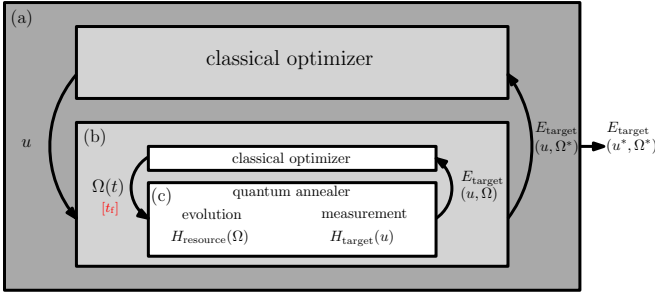 (a)
classical optimizer
u
(b)
classical optimizer
Ω(t)
[t_f]
(c)
quantum annealer
evolution measurement
H_resource(Ω) H_target(u)
E_target
(u, Ω)
E_target
(u, Ω*)
E_target
(u*, Ω*)